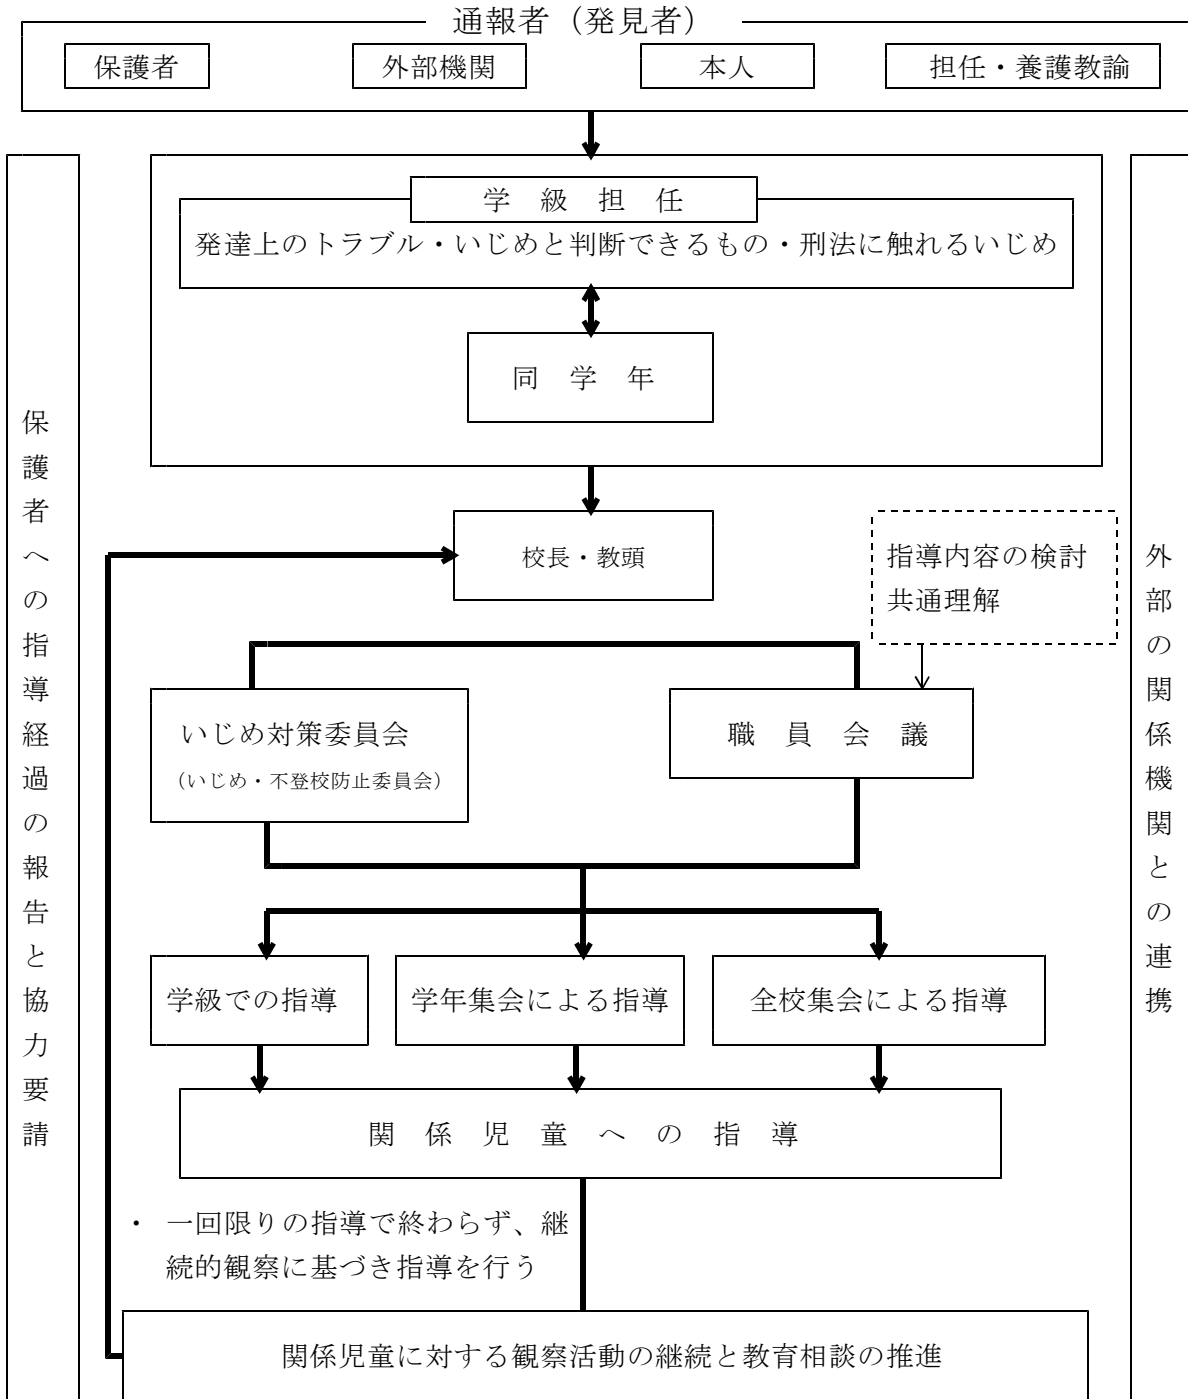 通報者（発見者）
保護者
外部機関
本人
担任・養護教諭
学　級　担　任
発達上のトラブル・いじめと判断できるもの・刑法に触れるいじめ
同　学　年
校長・教頭
指導内容の検討
共通理解
いじめ対策委員会
（いじめ・不登校防止委員会）
職　員　会　議
学級での指導
学年集会による指導
全校集会による指導
関　係　児　童　へ　の　指　導
・　一回限りの指導で終わらず、継
続的観察に基づき指導を行う
関係児童に対する観察活動の継続と教育相談の推進
保護者への指導経過の報告と協力要請
外部の関係機関との連携